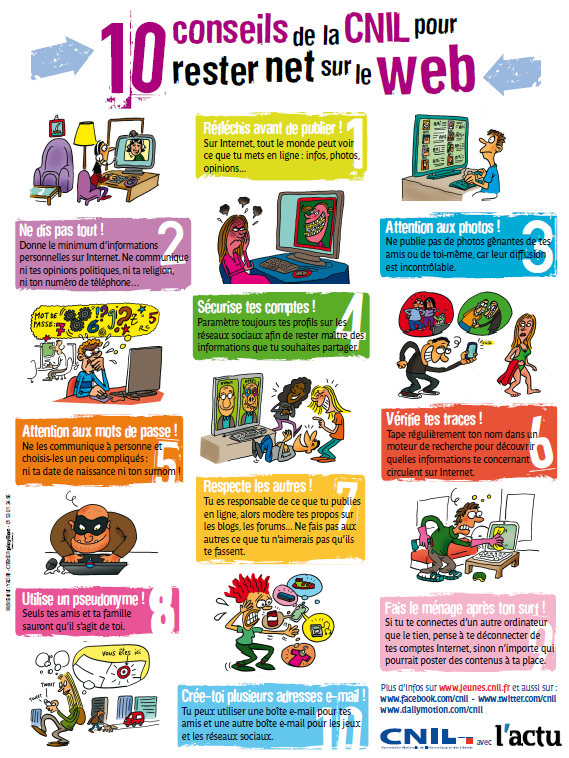 10 conseils de la CNIL pour
rester net sur le web
Réfléchis avant de publier !
1
Sur Internet, tout le monde peut voir
ce que tu mets en ligne : infos, photos,
opinions...
Ne dis pas tout !
2
Donne le minimum d'informations
personnelles sur Internet. Ne communique
ni tes opinions politiques, ni ta religion,
ni ton numéro de téléphone...
Attention aux photos !
3
Ne publie pas de photos gênantes de tes
amis ou de toi-même, car leur diffusion
est incontrôlable.
Sécurise tes comptes !
4
Paramètre toujours tes profils sur les
réseaux sociaux afin de rester maître des
informations que tu souhaites partager.
MOT DE
PASSE:
Attention aux mots de passe !
5
Ne les communique à personne et
choisis-les un peu compliqués :
ni ta date de naissance ni ton surnom !
Vérifie tes traces !
6
Tape régulièrement ton nom dans un
moteur de recherche pour découvrir
quelles informations te concernant
circulent sur Internet.
Respecte les autres !
7
Tu es responsable de ce que tu publies
en ligne, alors modère tes propos sur
les blogs, les forums... Ne fais pas aux
autres ce que tu n'aimerais pas qu'ils
te fassent.
Utilise un pseudonyme !
8
Seuls tes amis et ta famille
sauront qu'il s'agit de toi.
Fais le ménage après ton surf !
9
Si tu te connectes d'un autre ordinateur
que le tien, pense à te déconnecter de
tes comptes Internet, sinon n'importe qui
pourrait poster des contenus à ta place.
vous êtes ici
TWEET
TWEET
Crée-toi plusieurs adresses e-mail !
10
Tu peux utiliser une boîte e-mail pour tes
amis et une autre boîte e-mail pour les jeux
et les réseaux sociaux.
Plus d'infos sur www.jeunes.cnil.fr et aussi sur :
www.facebook.com/cnil - www.twitter.com/cnil
www.dailymotion.com/cnil
CNIL avec l'actu